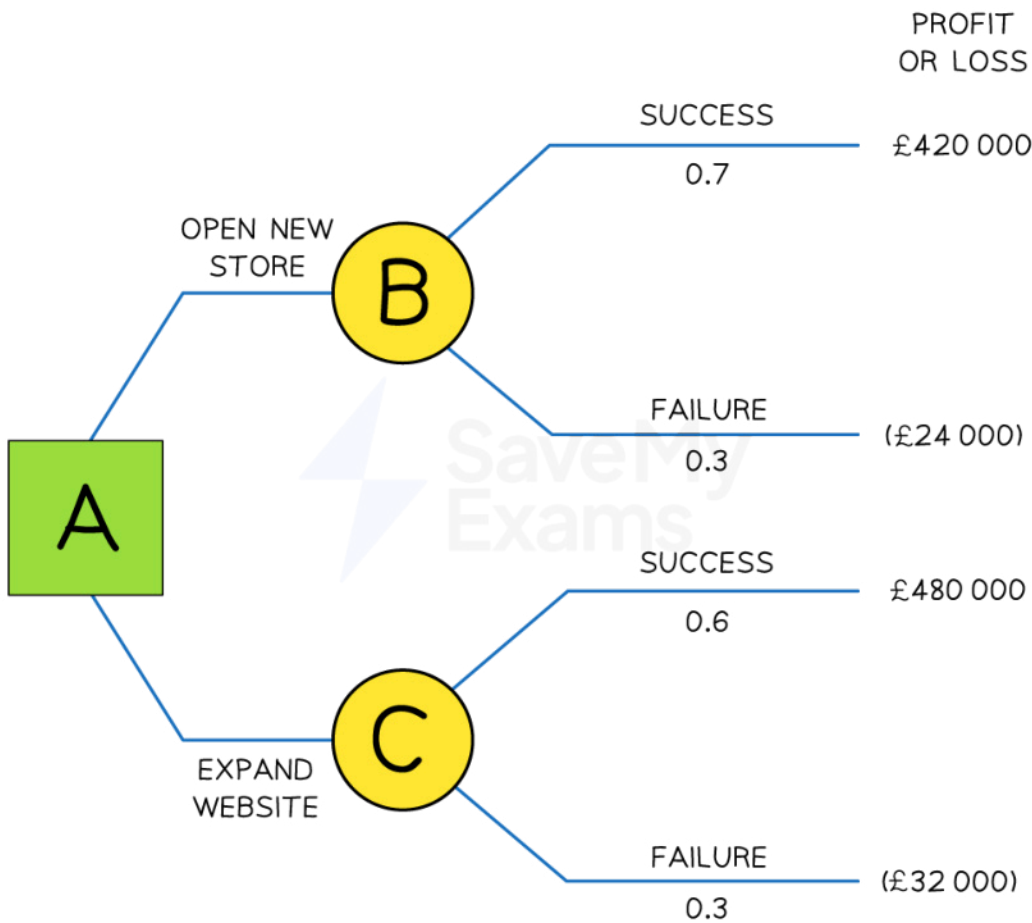 PROFIT
OR LOSS
SUCCESS
£420 000
0.7
OPEN NEW
STORE
B
FAILURE
(£24 000)
0.3
SaveMy
Exams
A
SUCCESS
£480 000
0.6
C
EXPAND
WEBSITE
FAILURE
(£32 000)
0.3